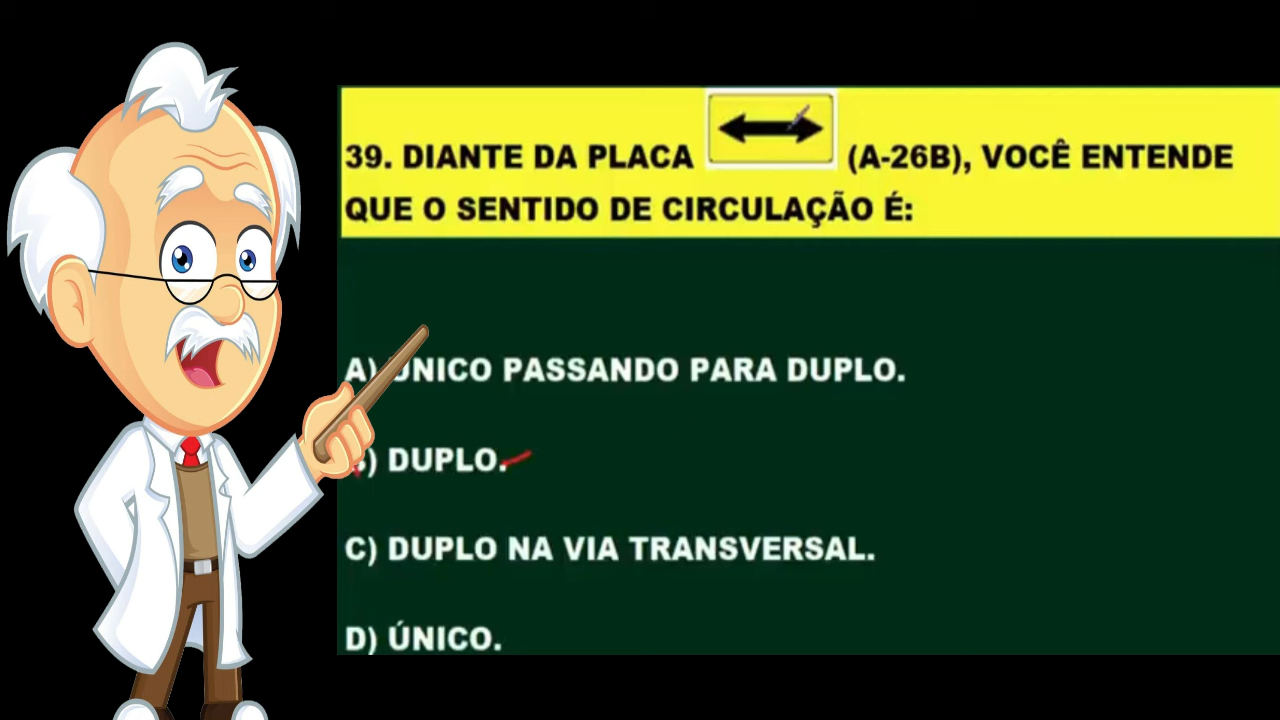 39. DIANTE DA PLACA (A-26B), VOCÊ ENTENDE
QUE O SENTIDO DE CIRCULAÇÃO É:
A) ÚNICO PASSANDO PARA DUPLO.
B) DUPLO.
C) DUPLO NA VIA TRANSVERSAL.
D) ÚNICO.